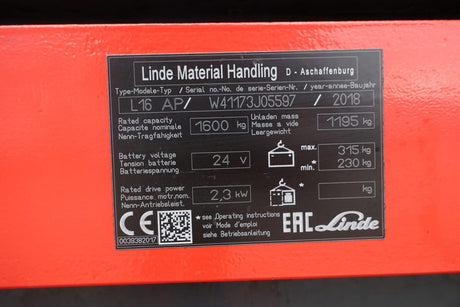 Linde Material Handling D - Aschaffenburg
Type-Modele-Typ / Serial no.-No. de serie-Serien-Nr. / year-annee-Baujahr
L16 AP / W41173J05597 / 2018
Rated capacity
Capacite nominale
Nenn-Tragfähigkeit
1600 kg
Unladen mass
Masse a vide
Leergewicht
1195 kg
Battery voltage
Tension batterie
Batteriespannung
24 V
max. 315 kg
min.* 230 kg
Rated drive power
Puissance motr.nom.
Nenn-Antriebsleist.
2,3 kW
kg
*see Operating instructions
voir Mode d'emploi
siehe Betriebsanleitung
CE
0039382017
EAC Linde